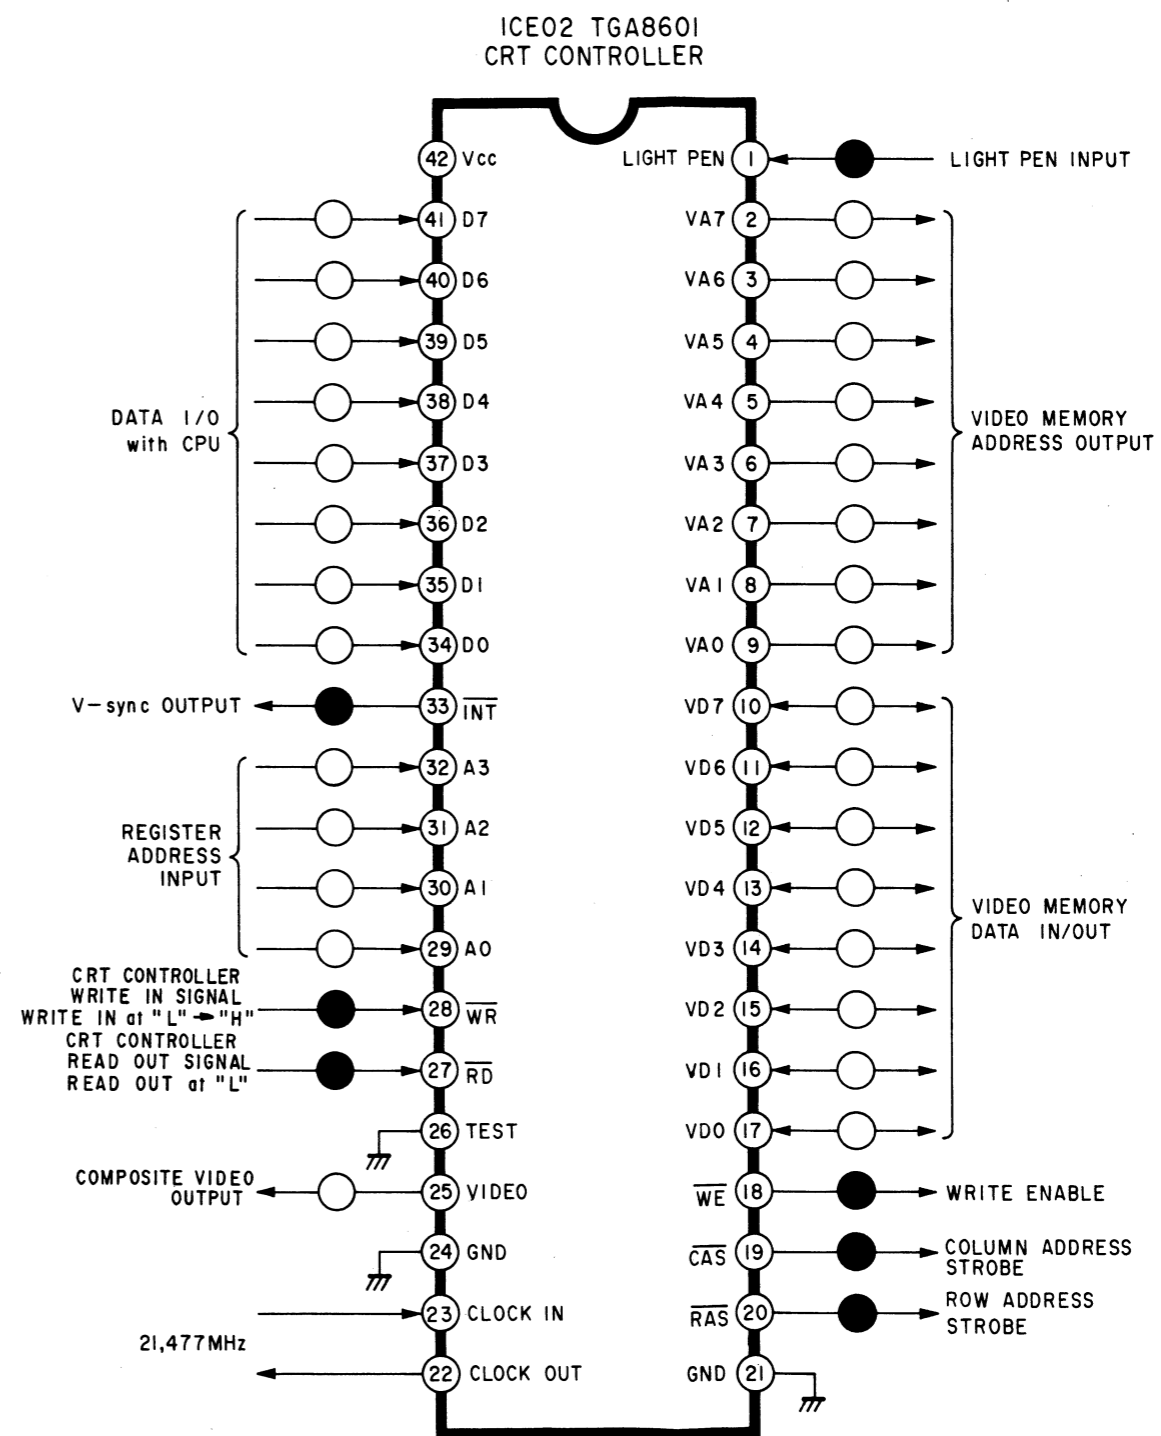 ICE02 TGA8601
CRT CONTROLLER
42 Vcc
LIGHT PEN 1
LIGHT PEN INPUT
41 D7
VA7 2
40 D6
VA6 3
39 D5
VA5 4
38 D4
VA4 5
DATA I/O
with CPU
VIDEO MEMORY
ADDRESS OUTPUT
37 D3
VA3 6
36 D2
VA2 7
35 D1
VA1 8
34 D0
VA0 9
V-sync OUTPUT
33 INT
VD7 10
32 A3
VD6 11
31 A2
VD5 12
REGISTER
ADDRESS
INPUT
30 A1
VD4 13
VIDEO MEMORY
DATA IN/OUT
29 A0
VD3 14
CRT CONTROLLER
WRITE IN SIGNAL
WRITE IN at "L" → "H"
28 WR
VD2 15
CRT CONTROLLER
READ OUT SIGNAL
READ OUT at "L"
27 RD
VD1 16
26 TEST
VD0 17
COMPOSITE VIDEO
OUTPUT
25 VIDEO
WE 18
WRITE ENABLE
24 GND
CAS 19
COLUMN ADDRESS
STROBE
23 CLOCK IN
RAS 20
ROW ADDRESS
STROBE
21,477MHz
22 CLOCK OUT
GND 21